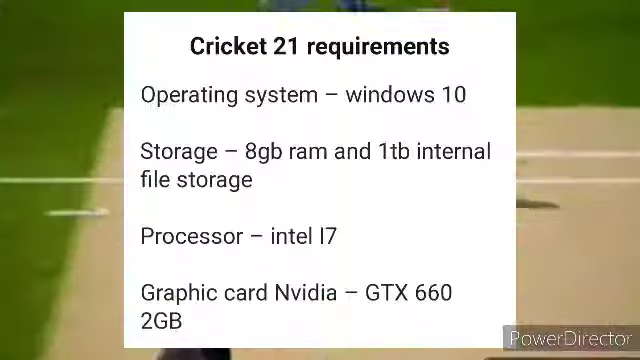 Cricket 21 requirements
Operating system – windows 10
Storage – 8gb ram and 1tb internal
file storage
Processor – intel I7
Graphic card Nvidia – GTX 660
2GB
PowerDirector